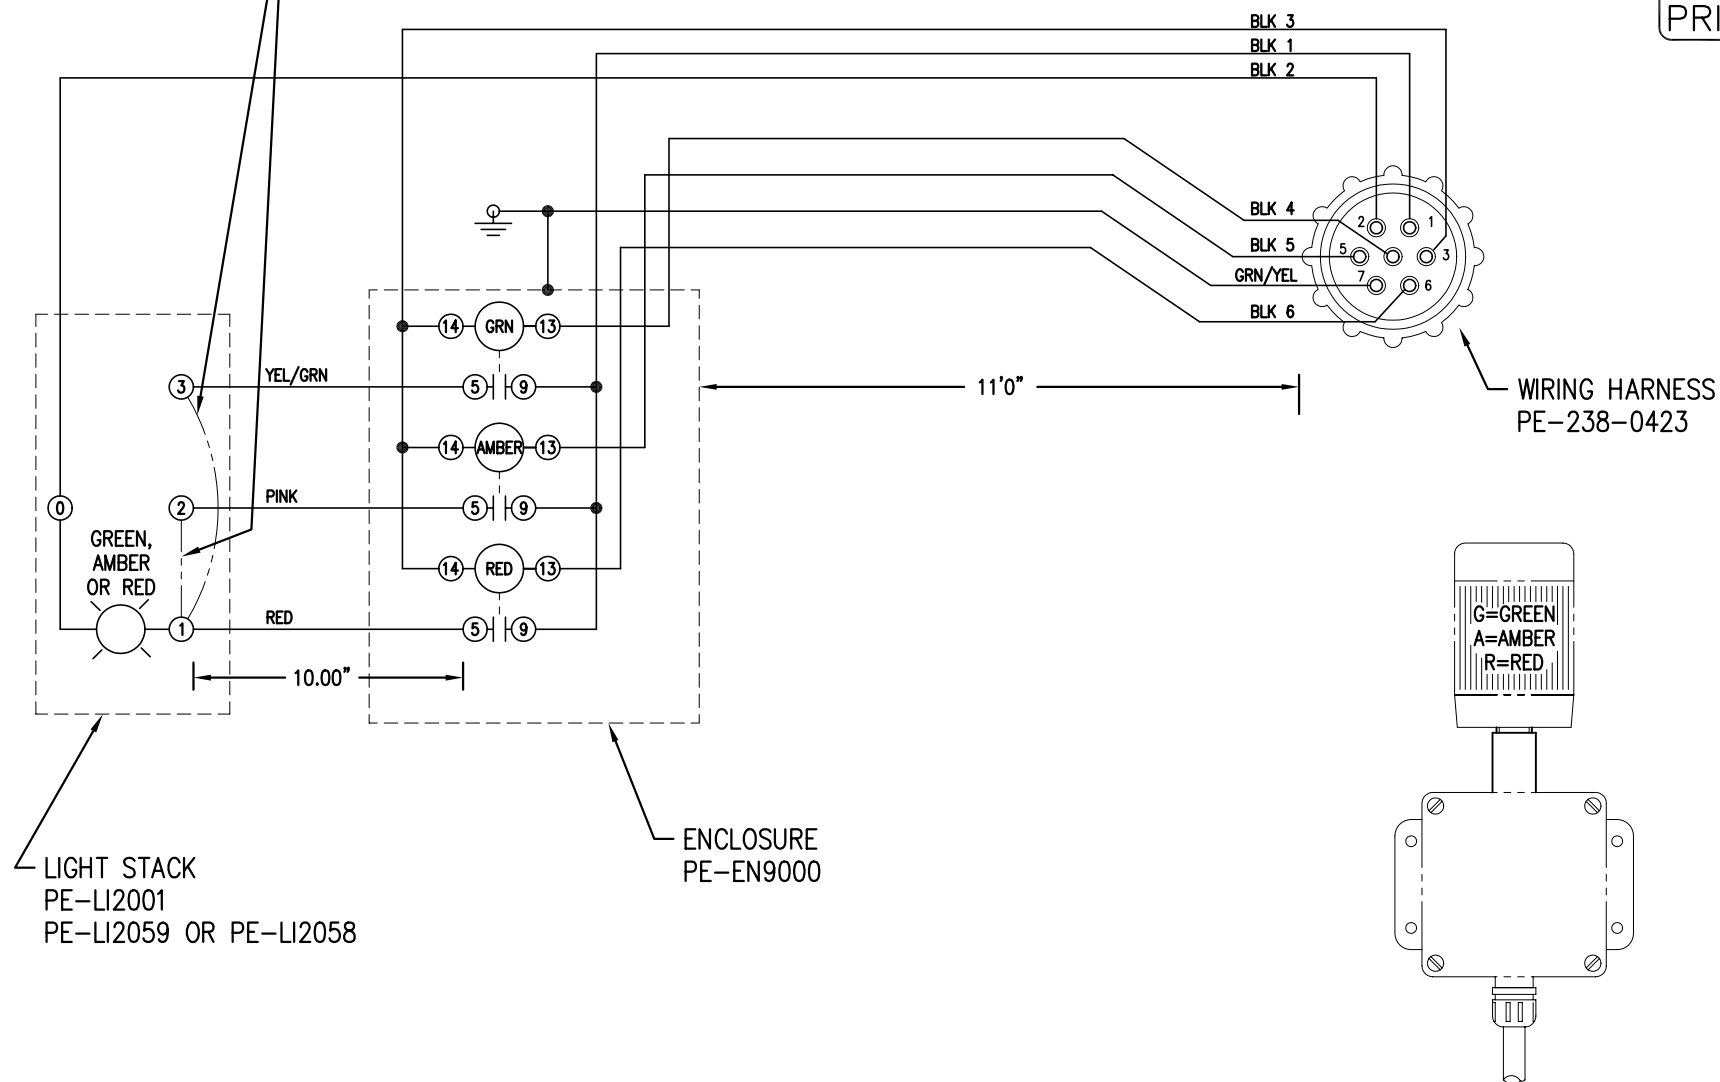 PRI
BLK 3
BLK 1
BLK 2
BLK 4
BLK 5
GRN/YEL
BLK 6
2
1
5
3
7
6
14
GRN
13
3
YEL/GRN
5
9
11'0"
WIRING HARNESS
PE-238-0423
14
AMBER
13
0
2
PINK
5
9
GREEN,
AMBER
OR RED
14
RED
13
1
RED
5
9
10.00"
G=GREEN
A=AMBER
R=RED
ENCLOSURE
PE-EN9000
LIGHT STACK
PE-LI2001
PE-LI2059 OR PE-LI2058